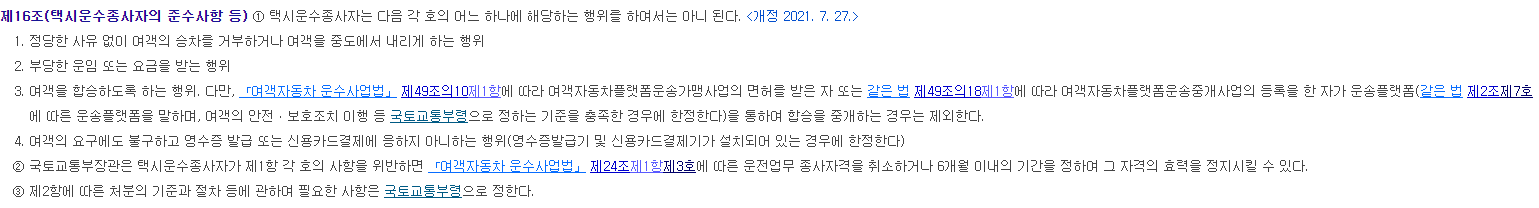 제16조(택시운수종사자의 준수사항 등) ① 택시운수종사자는 다음 각 호의 어느 하나에 해당하는 행위를 하여서는 아니 된다. <개정 2021. 7. 27.>
1. 정당한 사유 없이 여객의 승차를 거부하거나 여객을 중도에서 내리게 하는 행위
2. 부당한 운임 또는 요금을 받는 행위
3. 여객을 합승하도록 하는 행위. 다만, 「여객자동차 운수사업법」 제49조의10제1항에 따라 여객자동차플랫폼운송가맹사업의 면허를 받은 자 또는 같은 법 제49조의18제1항에 따라 여객자동차플랫폼운송중개사업의 등록을 한 자가 운송플랫폼(같은 법 제2조제7호
에 따른 운송플랫폼을 말하며, 여객의 안전ㆍ보호조치 이행 등 국토교통부령으로 정하는 기준을 충족한 경우에 한정한다)을 통하여 합승을 중개하는 경우는 제외한다.
4. 여객의 요구에도 불구하고 영수증 발급 또는 신용카드결제에 응하지 아니하는 행위(영수증발급기 및 신용카드결제기가 설치되어 있는 경우에 한정한다)
② 국토교통부장관은 택시운수종사자가 제1항 각 호의 사항을 위반하면 「여객자동차 운수사업법」 제24조제1항제3호에 따른 운전업무 종사자격을 취소하거나 6개월 이내의 기간을 정하여 그 자격의 효력을 정지시킬 수 있다.
③ 제2항에 따른 처분의 기준과 절차 등에 관하여 필요한 사항은 국토교통부령으로 정한다.